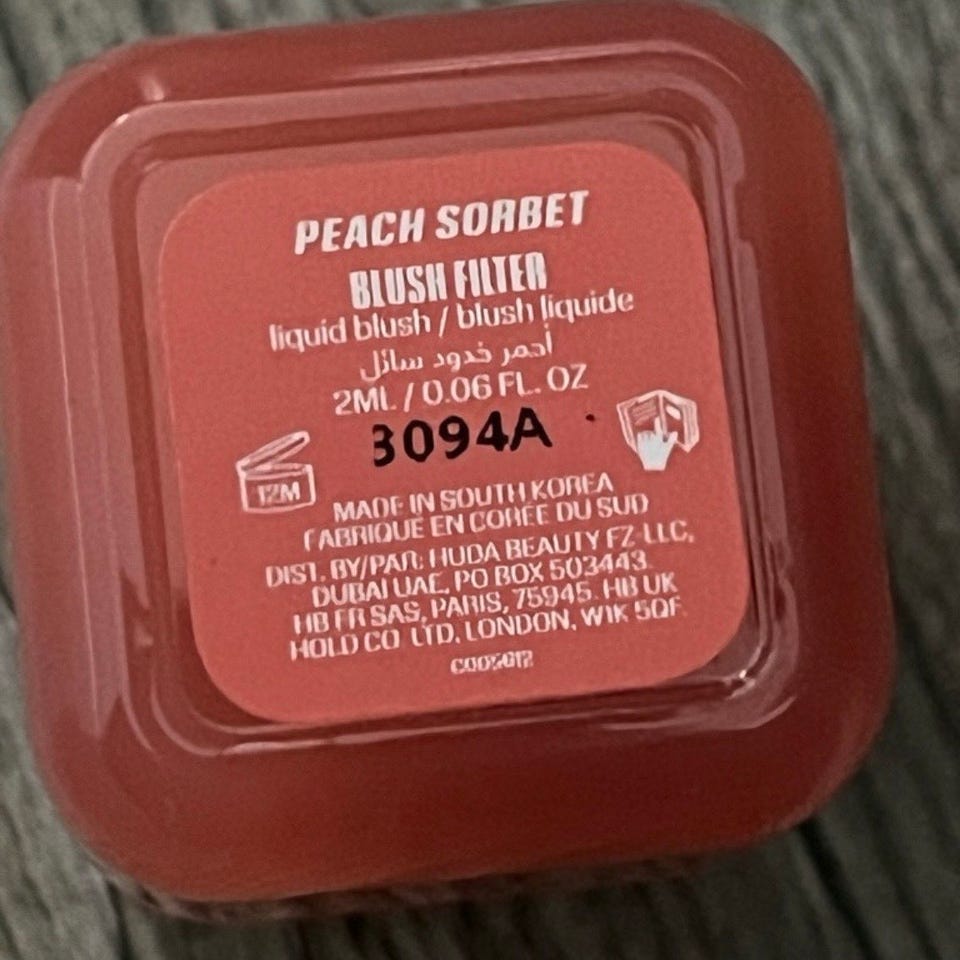 PEACH SORBET
BLUSH FILTER
liquid blush / blush liquide
أحمر خدود سائل
2ML / 0.06 FL. OZ
3094A
12M
MADE IN SOUTH KOREA
FABRIQUÉ EN CORÉE DU SUD
DIST. BY/PAR: HUDA BEAUTY FZ-LLC,
DUBAI UAE, PO BOX 503443.
HB FR SAS, PARIS, 75945. HB UK
HOLD CO LTD. LONDON, W1K 5QF